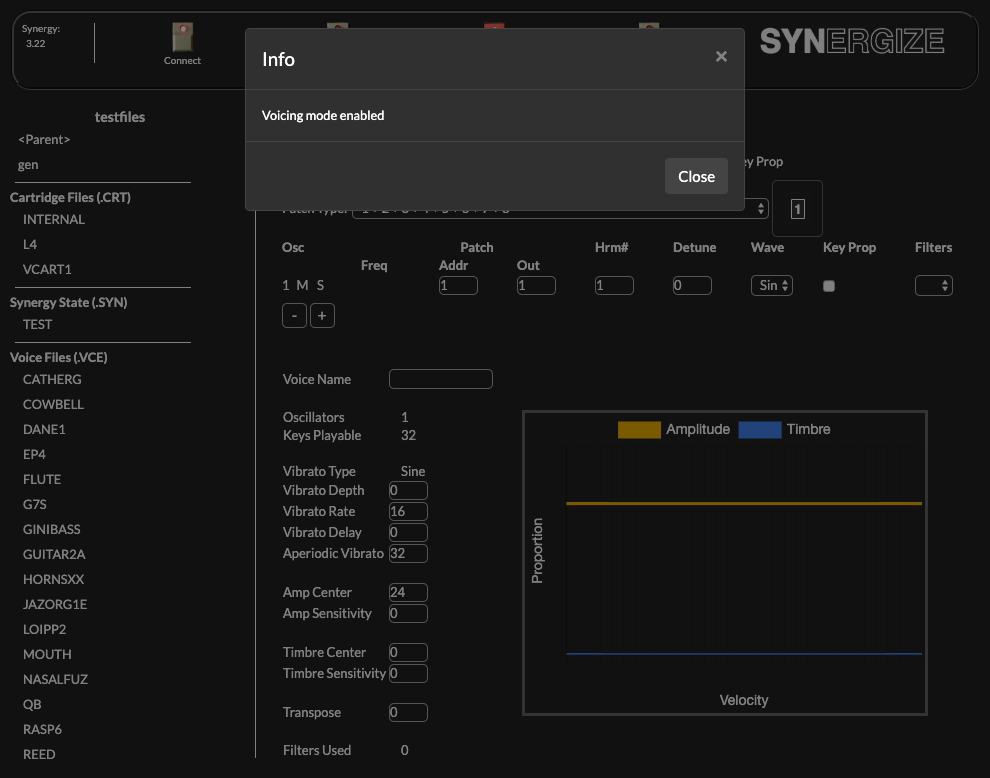 Synergy:
3.22
Connect
SYNERGIZE
Info ×
Voicing mode enabled
Close
testfiles
<Parent>
gen
Cartridge Files (.CRT)
INTERNAL
L4
VCART1
Synergy State (.SYN)
TEST
Voice Files (.VCE)
CATHERG
COWBELL
DANE1
EP4
FLUTE
G7S
GINIBASS
GUITAR2A
HORNSXX
JAZORG1E
LOIPP2
MOUTH
NASALFUZ
QB
RASP6
REED
ey Prop
1
Osc Patch Hrm# Detune Wave Key Prop Filters
Freq Addr Out
1 M S 1 1 1 0 Sin
- +
Voice Name
Oscillators 1
Keys Playable 32
Vibrato Type Sine
Vibrato Depth 0
Vibrato Rate 16
Vibrato Delay 0
Aperiodic Vibrato 32
Amp Center 24
Amp Sensitivity 0
Timbre Center 0
Timbre Sensitivity 0
Transpose 0
Filters Used 0
Amplitude Timbre
Proportion
Velocity